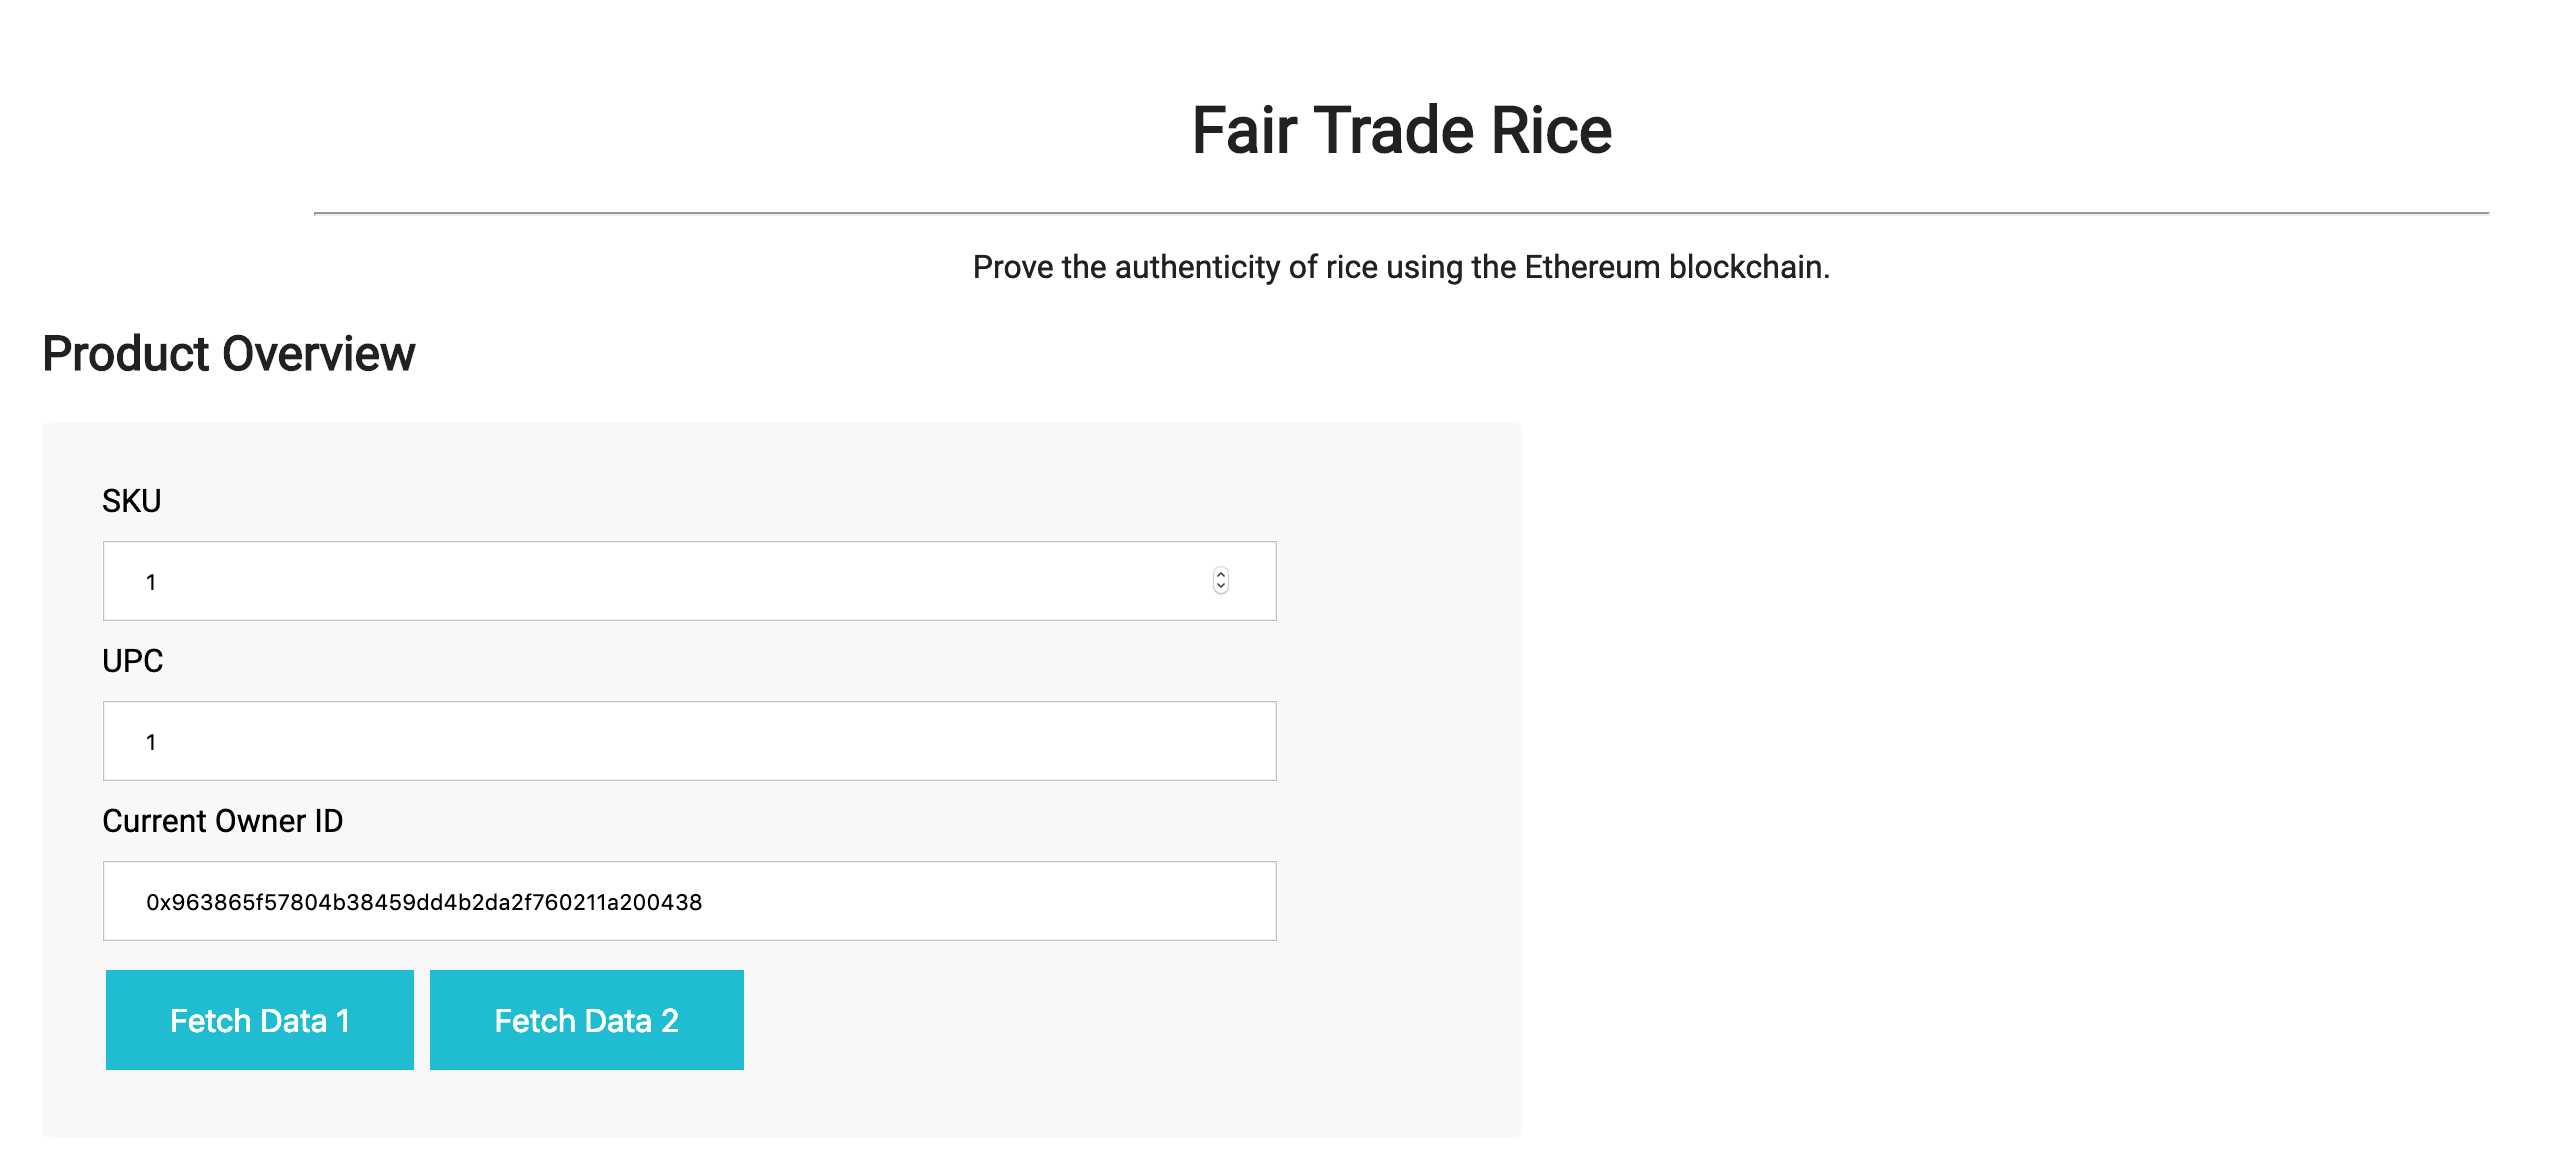 Fair Trade Rice
Prove the authenticity of rice using the Ethereum blockchain.
Product Overview
SKU
1
UPC
1
Current Owner ID
0x963865f57804b38459dd4b2da2f760211a200438
Fetch Data 1
Fetch Data 2